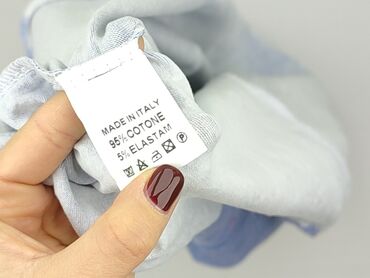 MADE IN ITALY
95% COTONE
5% ELASTAM